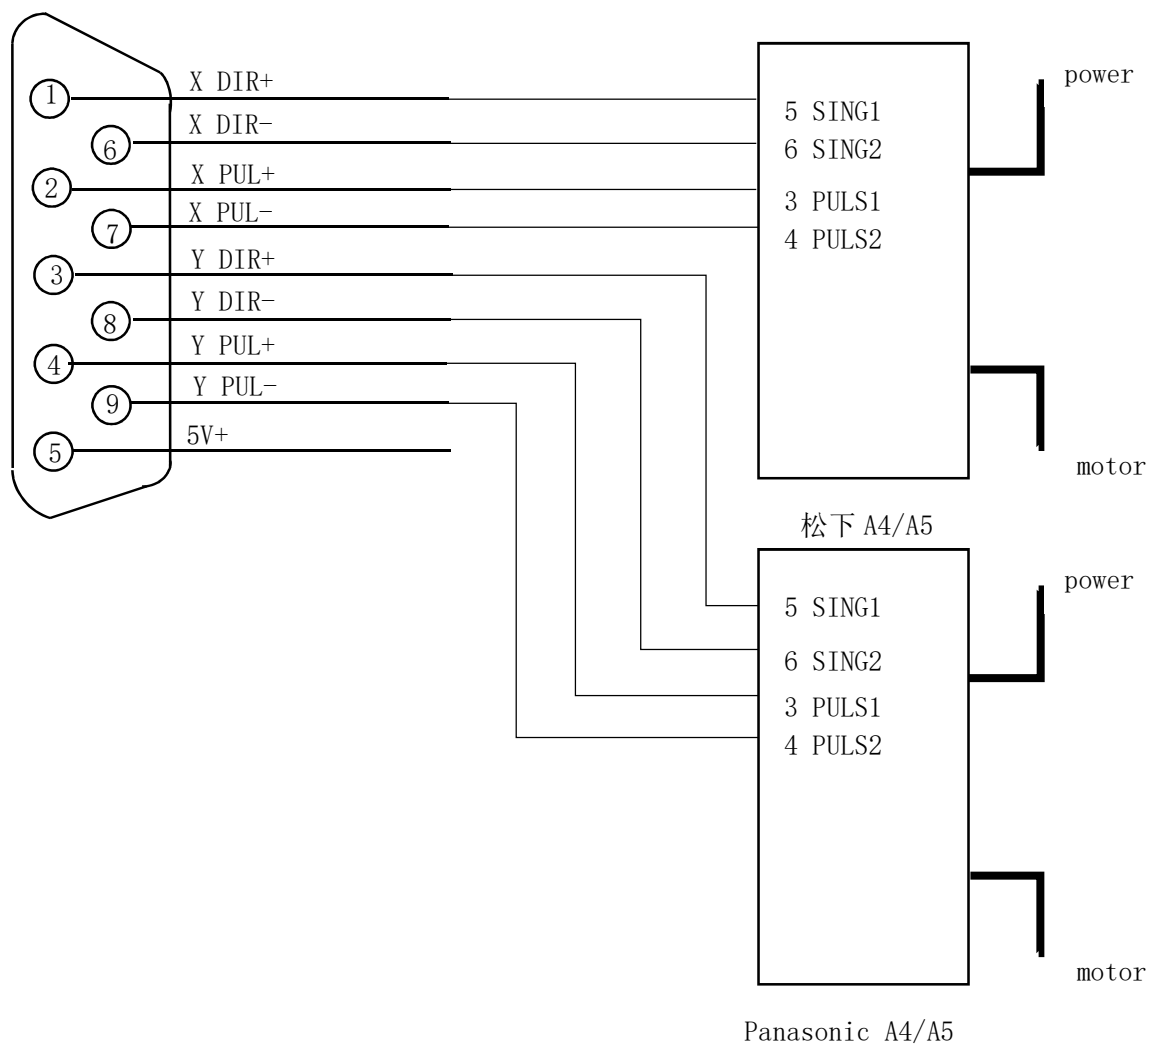 1
X DIR+
6
X DIR-
2
X PUL+
7
X PUL-
3
Y DIR+
8
Y DIR-
4
Y PUL+
9
Y PUL-
5
5V+
5 SING1
6 SING2
3 PULS1
4 PULS2
power
motor
松下 A4/A5
5 SING1
6 SING2
3 PULS1
4 PULS2
power
motor
Panasonic A4/A5